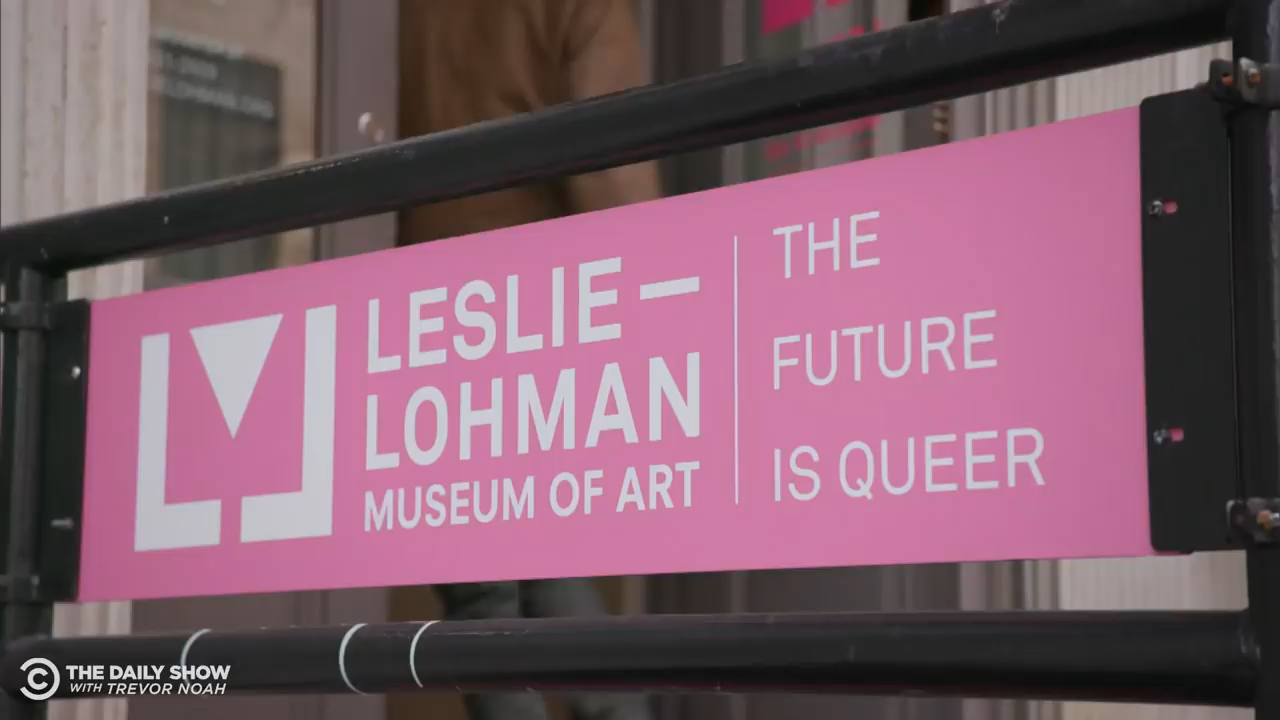 LESLIE–
LOHMAN
MUSEUM OF ART
THE
FUTURE
IS QUEER
THE DAILY SHOW
WITH TREVOR NOAH